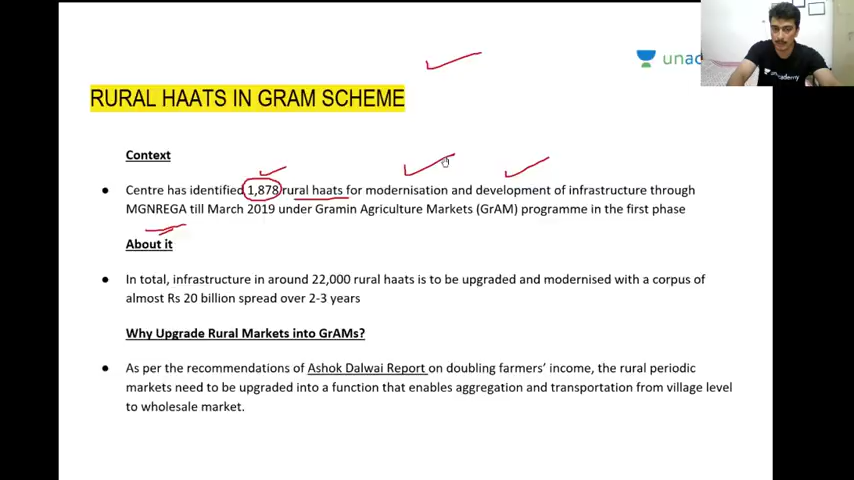 unac
RURAL HAATS IN GRAM SCHEME
un
ademy
Context
● Centre has identified 1,878 rural haats for modernisation and development of infrastructure through
MGNREGA till March 2019 under Gramin Agriculture Markets (GrAM) programme in the first phase
About it
● In total, infrastructure in around 22,000 rural haats is to be upgraded and modernised with a corpus of
almost Rs 20 billion spread over 2-3 years
Why Upgrade Rural Markets into GrAMs?
● As per the recommendations of Ashok Dalwai Report on doubling farmers’ income, the rural periodic
markets need to be upgraded into a function that enables aggregation and transportation from village level
to wholesale market.